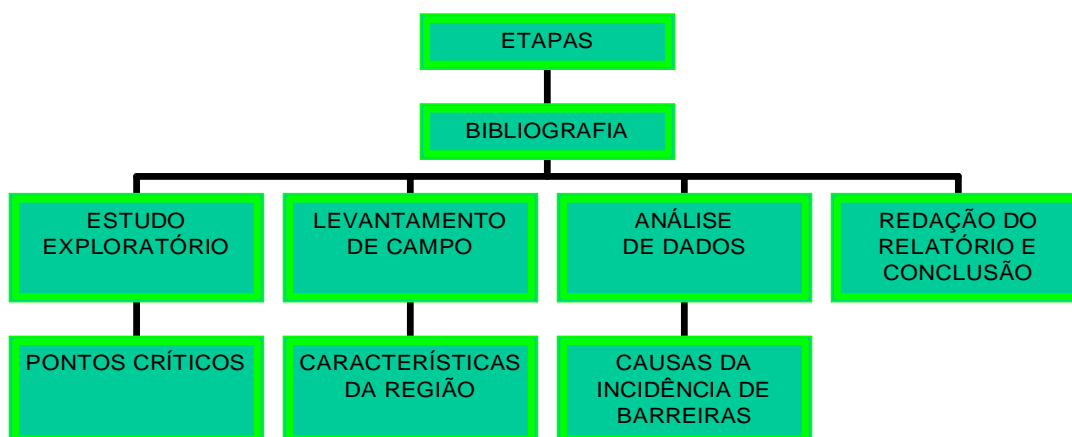 ETAPAS
BIBLIOGRAFIA
ESTUDO
EXPLORATÓRIO
LEVANTAMENTO
DE CAMPO
ANÁLISE
DE DADOS
REDAÇÃO DO
RELATÓRIO E
CONCLUSÃO
PONTOS CRÍTICOS
CARACTERÍSTICAS
DA REGIÃO
CAUSAS DA
INCIDÊNCIA DE
BARREIRAS